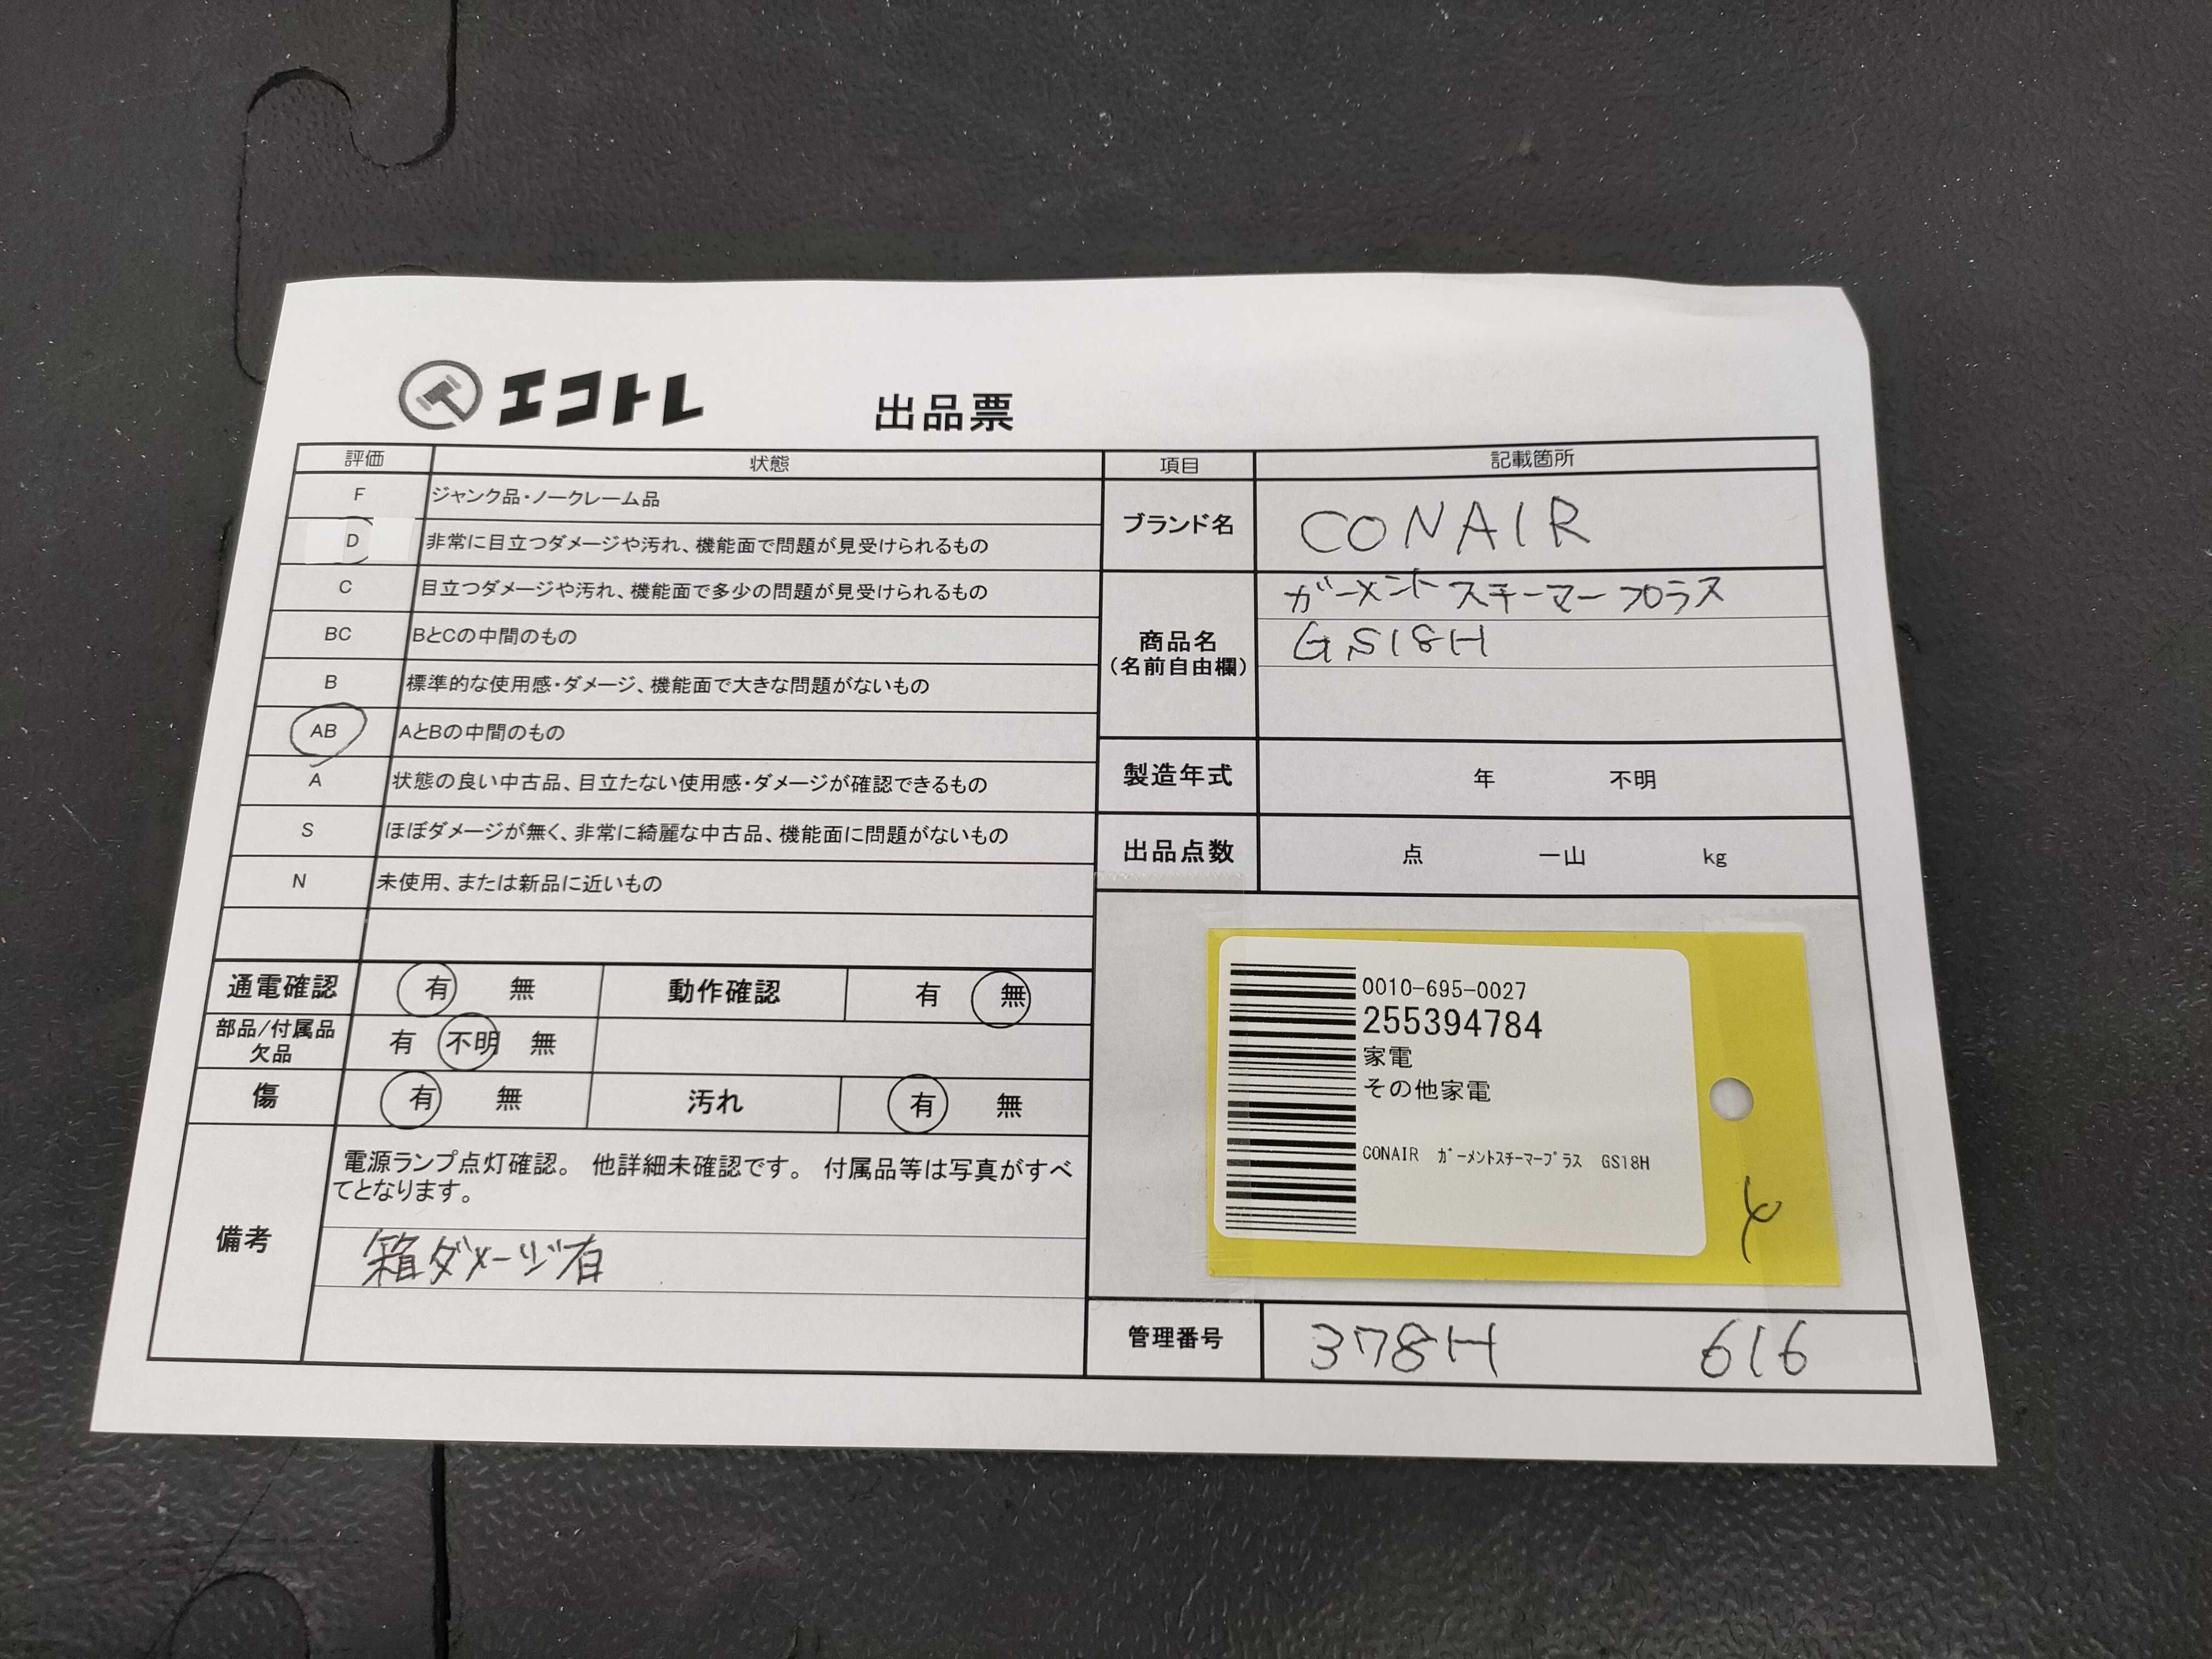 エコトレ 出品票
評価 状態
F ジャンク品・ノークレーム品
D 非常に目立つダメージや汚れ、機能面で問題が見受けられるもの
C 目立つダメージや汚れ、機能面で多少の問題が見受けられるもの
BC BとCの中間のもの
B 標準的な使用感・ダメージ、機能面で大きな問題がないもの
AB AとBの中間のもの
A 状態の良い中古品、目立たない使用感・ダメージが確認できるもの
S ほぼダメージが無く、非常に綺麗な中古品、機能面に問題がないもの
N 未使用、または新品に近いもの
通電確認 有 無 動作確認 有 無
部品/付属品
欠品 有 不明 無
傷 有 無 汚れ 有 無
備考
電源ランプ点灯確認。 他詳細未確認です。 付属品等は写真がすべ
てとなります。
箱ダメージ有
項目 記載箇所
ブランド名 CONAIR
商品名
(名前自由欄)
ガーメントスチーマープラス
GS18H
製造年式 年 不明
出品点数 点 一山 kg
0010-695-0027
255394784
家電
その他家電
CONAIR ｶﾞｰﾒﾝﾄｽﾁｰﾏｰﾌﾟﾗｽ GS18H
管理番号 378H 616